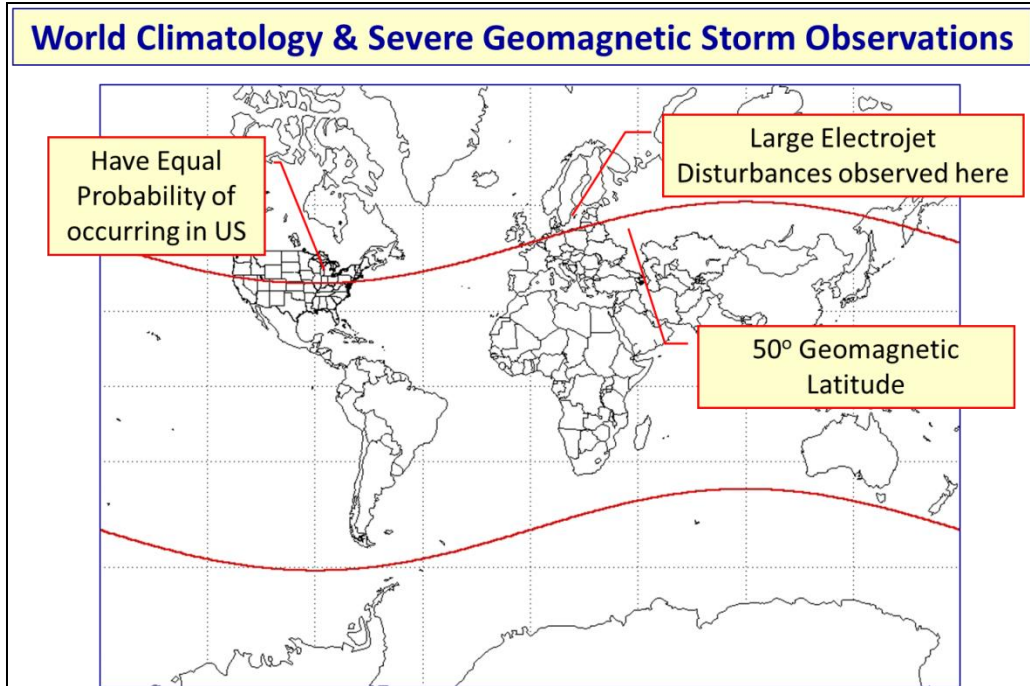 World Climatology & Severe Geomagnetic Storm Observations
Have Equal
Probability of
occurring in US
Large Electrojet
Disturbances observed here
50° Geomagnetic
Latitude